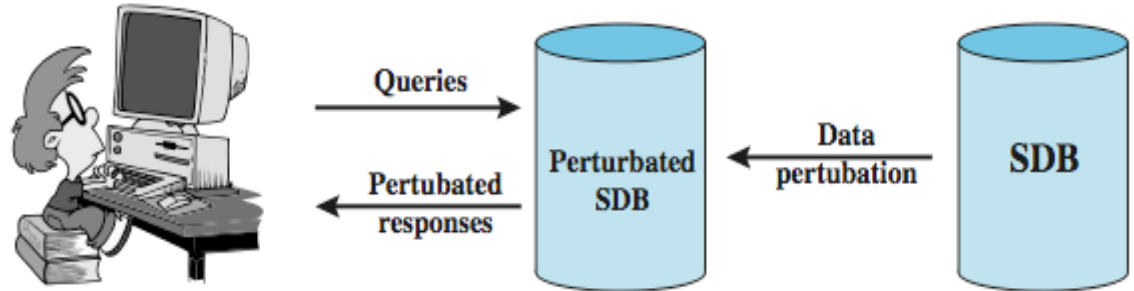 Queries
Pertubated
responses
Perturbated
SDB
Data
pertubation
SDB